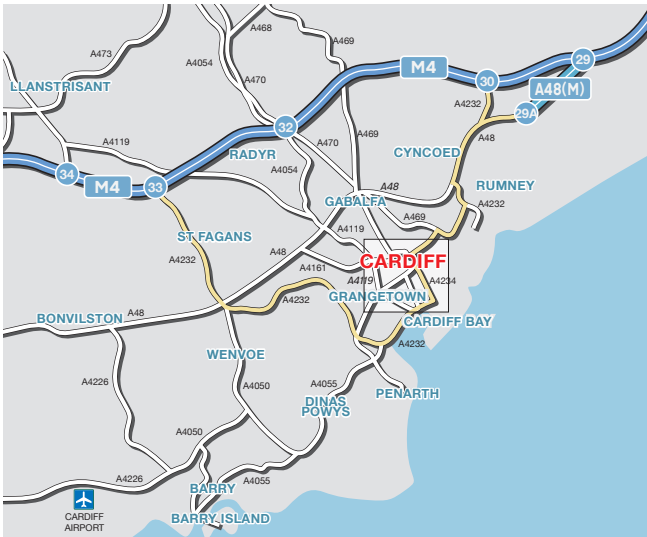 A468
A469
A473
A4054
M4
29
LLANSTRISANT
A470
30
A48(M)
A4232
29A
32
A4119
A470
A469
A48
RADYR
CYNCOED
A4054
34
M4
33
A48
RUMNEY
GABALFA
A4232
A469
ST FAGANS
A4119
A48
A4232
CARDIFF
A4161
A4119
A4234
A4232
GRANGETOWN
BONVILSTON
A48
CARDIFF BAY
A4232
WENVOE
A4226
A4050
A4055
PENARTH
DINAS
POWYS
A4050
A4226
A4055
BARRY
CARDIFF
AIRPORT
BARRY ISLAND